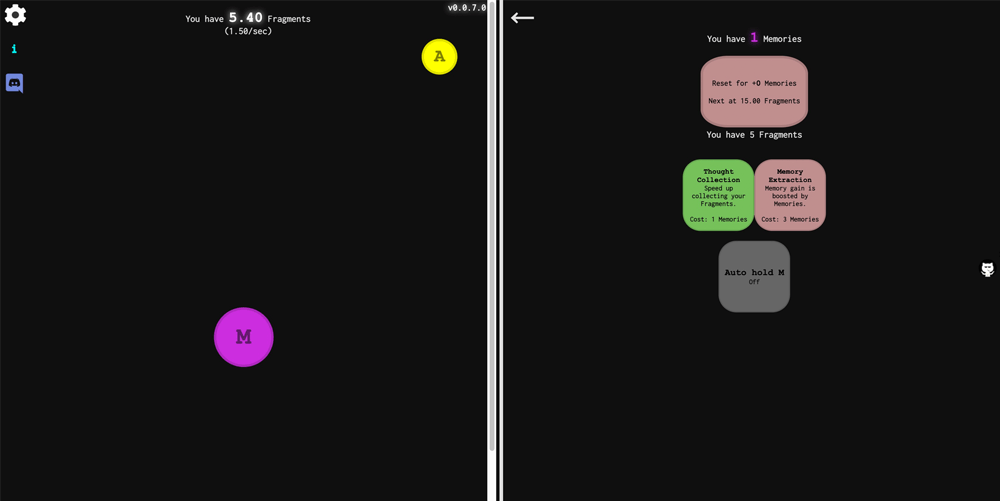 v0.0.7.0
You have 5.40 Fragments
(1.50/sec)
i
A
M
You have 1 Memories
Reset for +0 Memories
Next at 15.00 Fragments
You have 5 Fragments
Thought
Collection
Speed up
collecting your
Fragments.
Cost: 1 Memories
Memory
Extraction
Memory gain is
boosted by
Memories.
Cost: 3 Memories
Auto hold M
Off